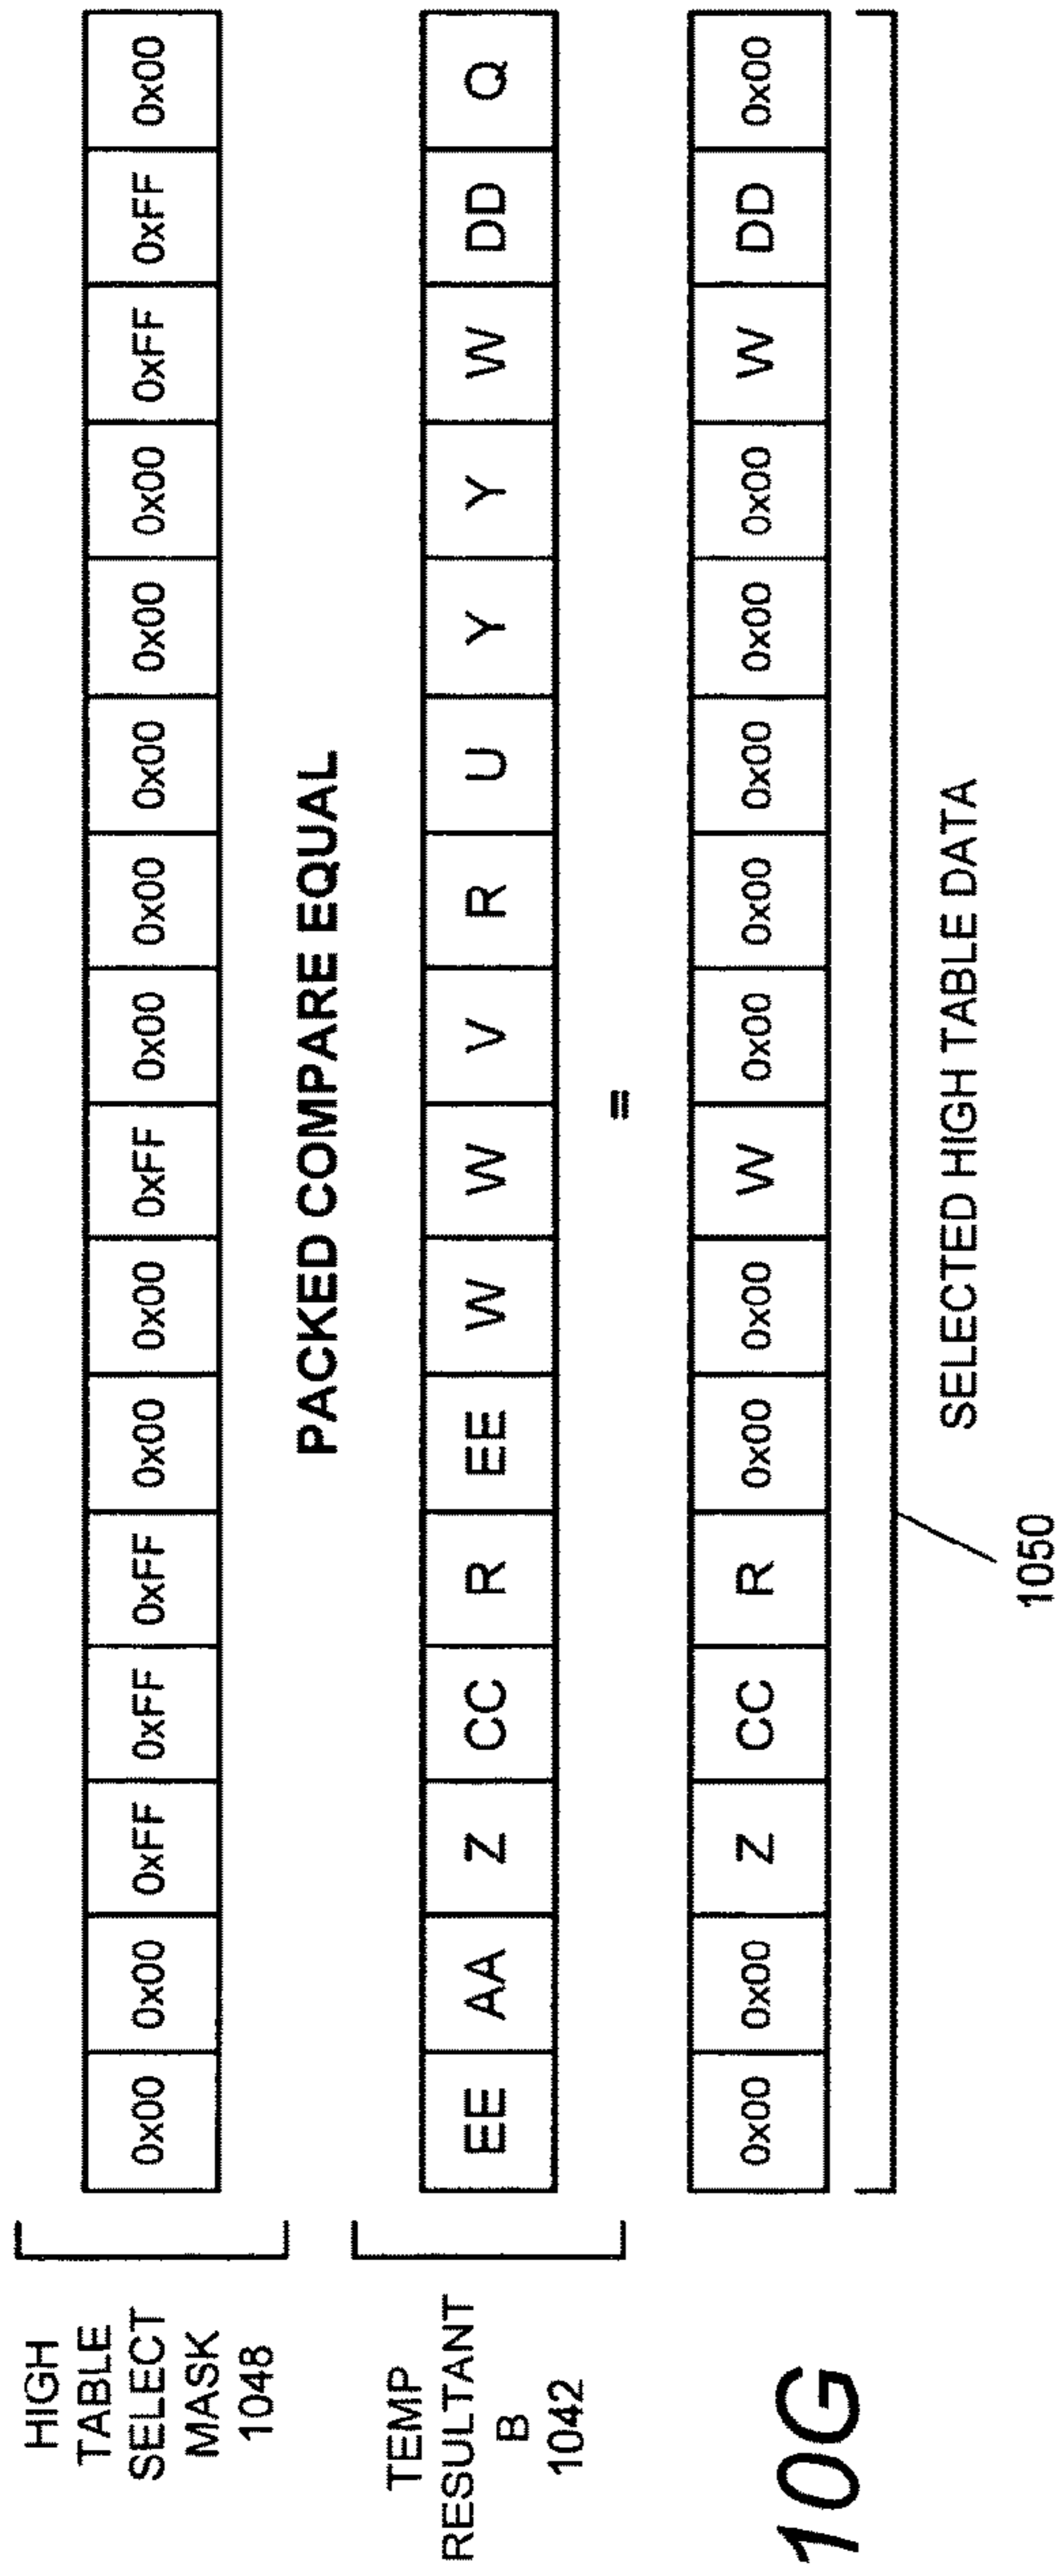 HIGH
TABLE
SELECT
MASK
1048
0x00 0x00 0xFF 0xFF 0xFF 0x00 0x00 0xFF 0x00 0x00 0x00 0x00 0x00 0xFF 0xFF 0x00
PACKED COMPARE EQUAL
TEMP
RESULTANT
B
1042
EE AA Z CC R EE W W V R U Y Y W DD Q
=
0x00 0x00 Z CC R 0x00 0x00 W 0x00 0x00 0x00 0x00 0x00 W DD 0x00
SELECTED HIGH TABLE DATA
1050
10G